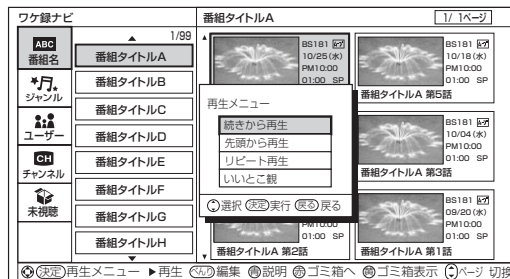 ワケ録ナビ
番組タイトルA
1/ 1ページ
ABC
番組名
ジャンル
ユーザー
CH
チャンネル
未視聴
1/99
番組タイトルA
番組タイトルB
番組タイトルC
番組タイトルD
番組タイトルE
番組タイトルF
番組タイトルG
番組タイトルH
BS181
10/25(水)
PM10:00
01:00 SP
BS181
10/18(水)
PM10:00
01:00 SP
番組タイトルA 第5話
再生メニュー
続きから再生
先頭から再生
リピート再生
いいとこ観
選択 決定 実行 戻る 戻る
BS181
10/04(水)
PM10:00
01:00 SP
番組タイトルA 第3話
PM10:00
01:00 SP
番組タイトルA 第2話
BS181
09/20(水)
PM10:00
01:00 SP
番組タイトルA 第1話
決定 再生メニュー ▶再生 編集 説明 ゴミ箱へ ゴミ箱表示 ページ 切換